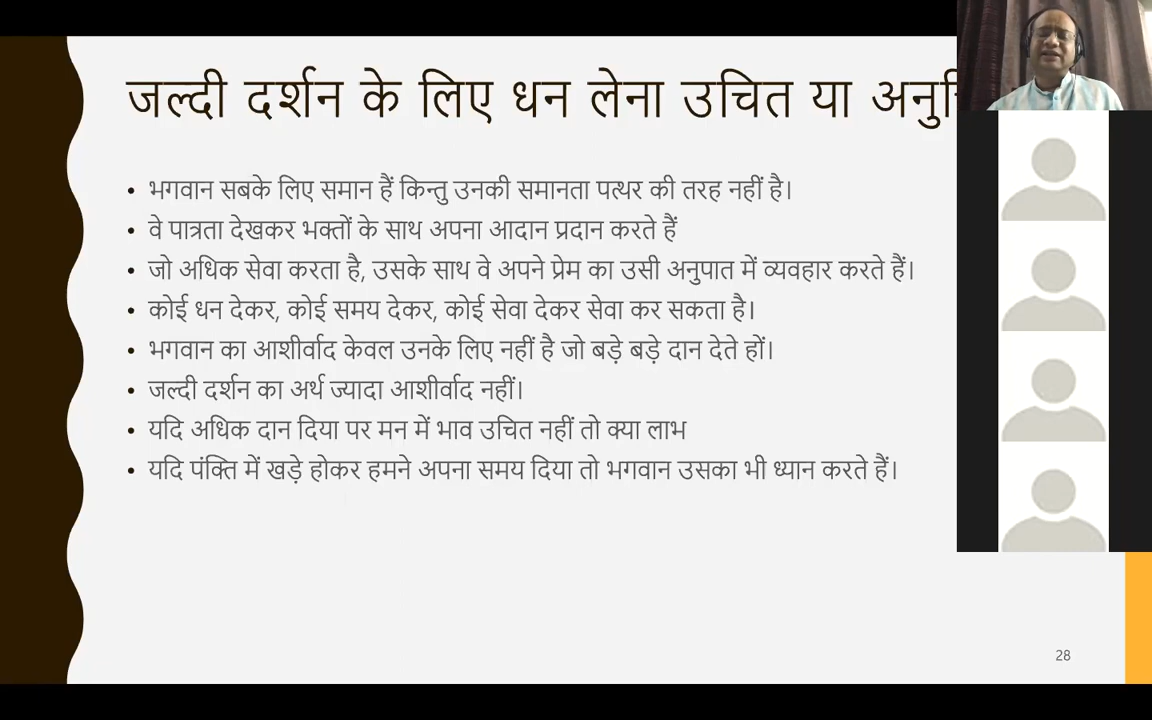 जल्दी दर्शन के लिए धन लेना उचित या
भगवान सबके लिए समान हैं किन्तु उनकी समानता पत्थर की तरह नहीं है।
वे पात्रता देखकर भक्तों के साथ अपना आदान प्रदान करते हैं
जो अधिक सेवा करता है, उसके साथ वे अपने प्रेम का उसी अनुपात में व्यवहार करते हैं।
कोई धन देकर, कोई समय देकर, कोई सेवा देकर सेवा कर सकता है।
भगवान का आशीर्वाद केवल उनके लिए नहीं है जो बड़े बड़े दान देते हों।
जल्दी दर्शन का अर्थ ज्यादा आशीर्वाद नहीं।
यदि अधिक दान दिया पर मन में भाव उचित नहीं तो क्या लाभ
यदि पंक्ति में खड़े होकर हमने अपना समय दिया तो भगवान उसका भी ध्यान करते हैं।
28